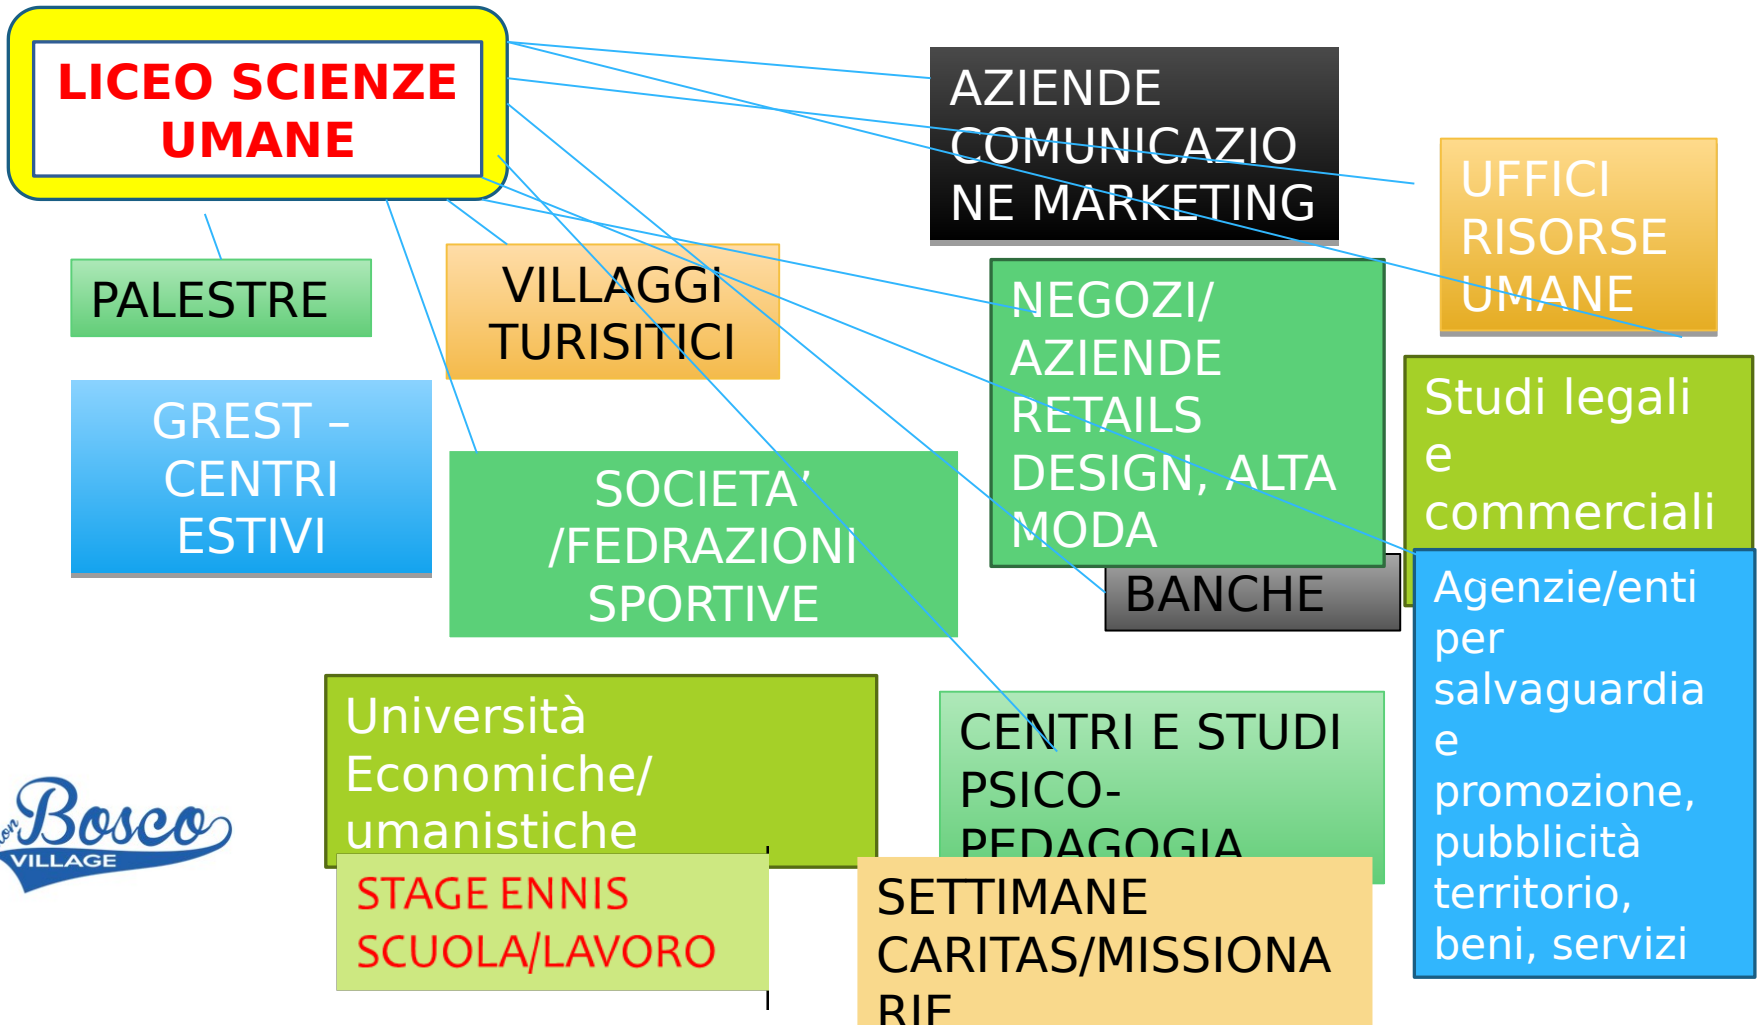 LICEO SCIENZE
UMANE
AZIENDE
COMUNICAZIO
NE MARKETING
UFFICI
RISORSE
UMANE
PALESTRE
VILLAGGI
TURISITICI
NEGOZI/
AZIENDE
RETAILS
DESIGN, ALTA
MODA
Studi legali
e
commerciali
GREST –
CENTRI
ESTIVI
SOCIETA’
/FEDRAZIONI
SPORTIVE
BANCHE
Agenzie/enti
per
salvaguardia
e
promozione,
pubblicità
territorio,
beni, servizi
Università
Economiche/
umanistiche
CENTRI E STUDI
PSICO-
PEDAGOGIA
Bosco
VILLAGE
STAGE ENNIS
SCUOLA/LAVORO
SETTIMANE
CARITAS/MISSIONA
RIE